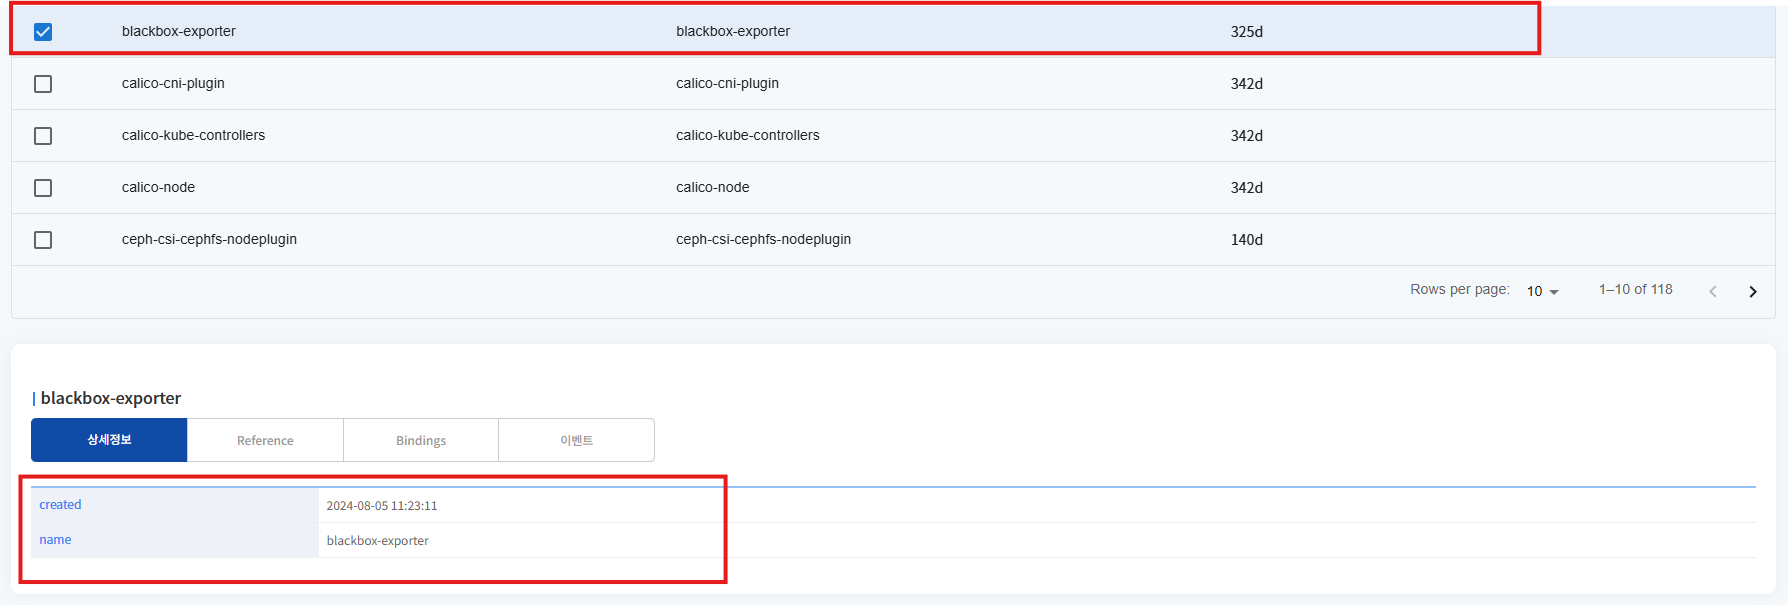 blackbox-exporter blackbox-exporter 325d
calico-cni-plugin calico-cni-plugin 342d
calico-kube-controllers calico-kube-controllers 342d
calico-node calico-node 342d
ceph-csi-cephfs-nodeplugin ceph-csi-cephfs-nodeplugin 140d
Rows per page: 10 1–10 of 118
blackbox-exporter
상세정보 Reference Bindings 이벤트
created 2024-08-05 11:23:11
name blackbox-exporter